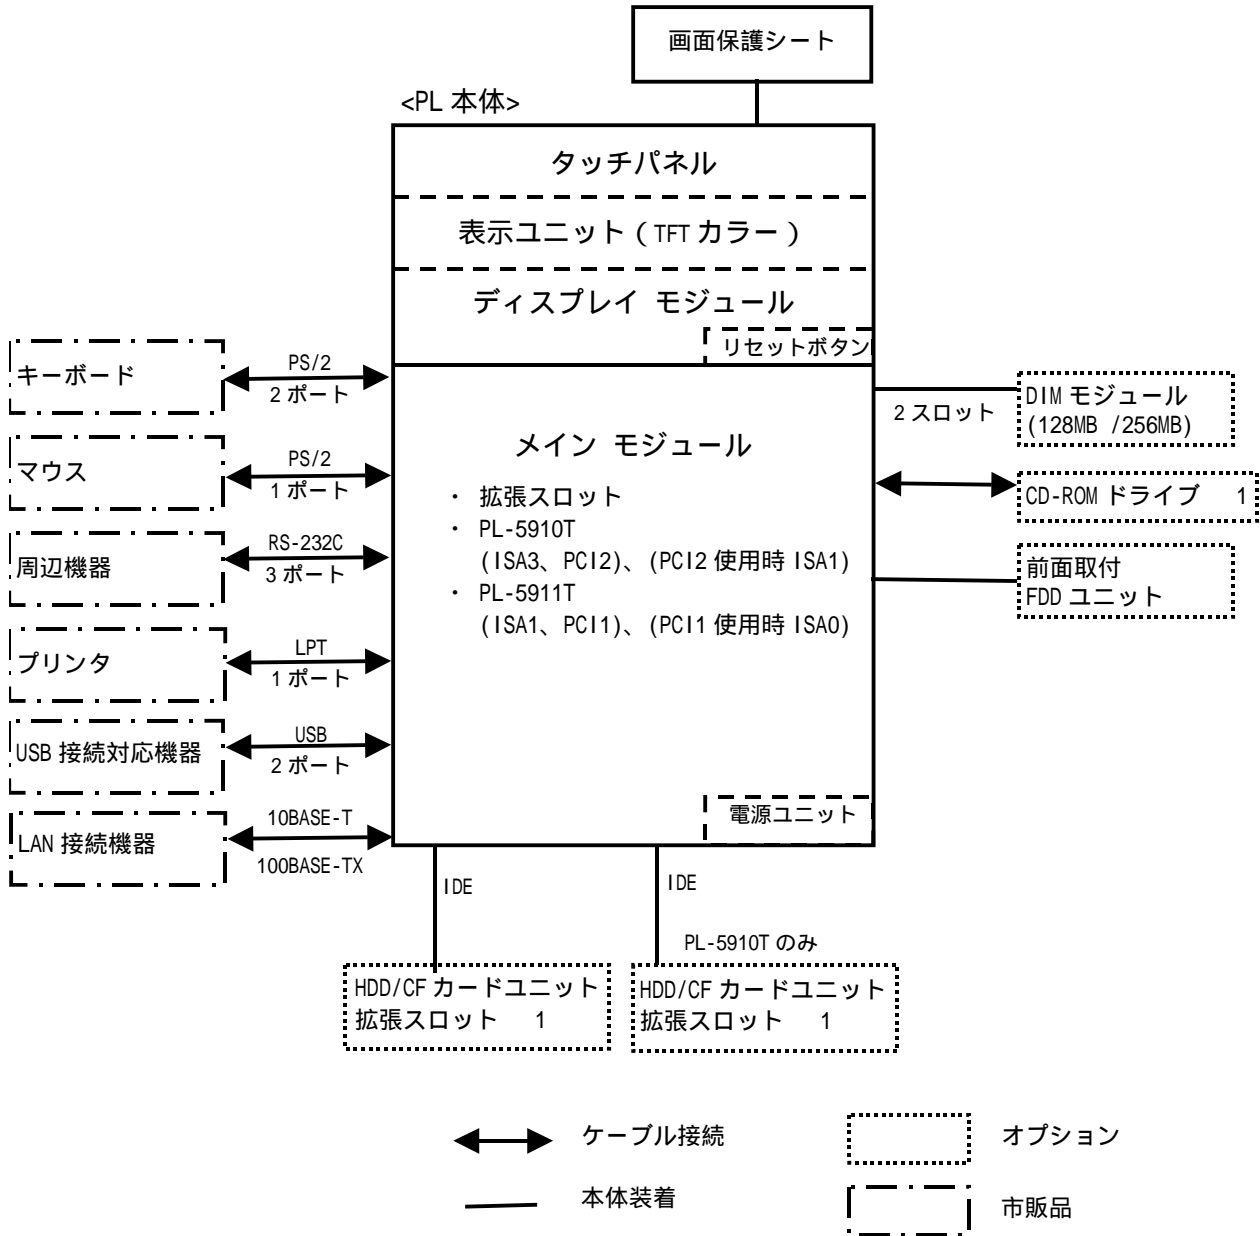 画面保護シート
<PL 本体>
タッチパネル
表示ユニット(TFT カラー)
ディスプレイ モジュール
リセットボタン
キーボード
PS/2
2 ポート
マウス
PS/2
1 ポート
周辺機器
RS-232C
3 ポート
プリンタ
LPT
1 ポート
USB 接続対応機器
USB
2 ポート
LAN 接続機器
10BASE-T
100BASE-TX
メイン モジュール
・ 拡張スロット
・ PL-5910T
(ISA3、PCI2)、(PCI2 使用時 ISA1)
・ PL-5911T
(ISA1、PCI1)、(PCI1 使用時 ISA0)
電源ユニット
2 スロット
DIM モジュール
(128MB /256MB)
CD-ROM ドライブ 1
前面取付
FDD ユニット
IDE
IDE
PL-5910T のみ
HDD/CF カードユニット
拡張スロット 1
HDD/CF カードユニット
拡張スロット 1
ケーブル接続
オプション
本体装着
市販品